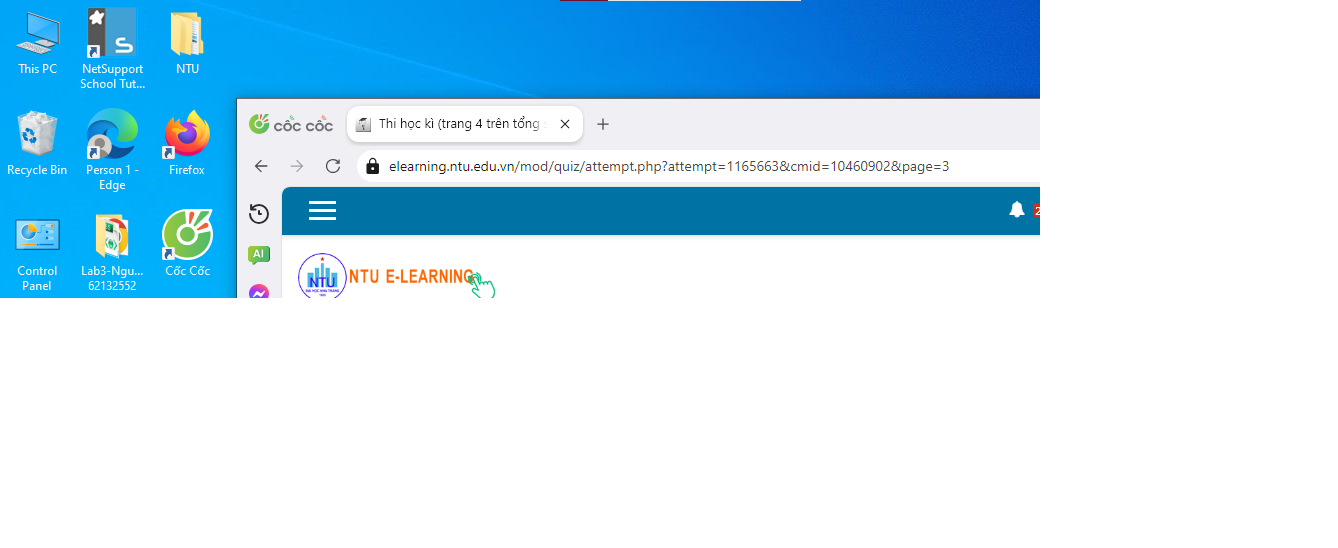 This PC
NetSupport
School Tut...
NTU
Recycle Bin
Person 1 -
Edge
Firefox
Control
Panel
Lab3-Ngu...
62132552
Cốc Cốc
cốc cốc
Thi học kì (trang 4 trên tổng
elearning.ntu.edu.vn/mod/quiz/attempt.php?attempt=1165663&cmid=10460902&page=3
AI
2
NTU
NTU E-LEARNING